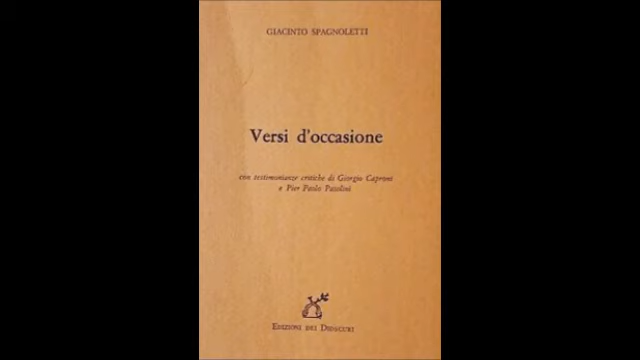 GIACINTO SPAGNOLETTI
Versi d'occasione
con testimonianze critiche di Giorgio Caproni
e Pier Paolo Pasolini
EDIZIONI DEI DIOSCURI